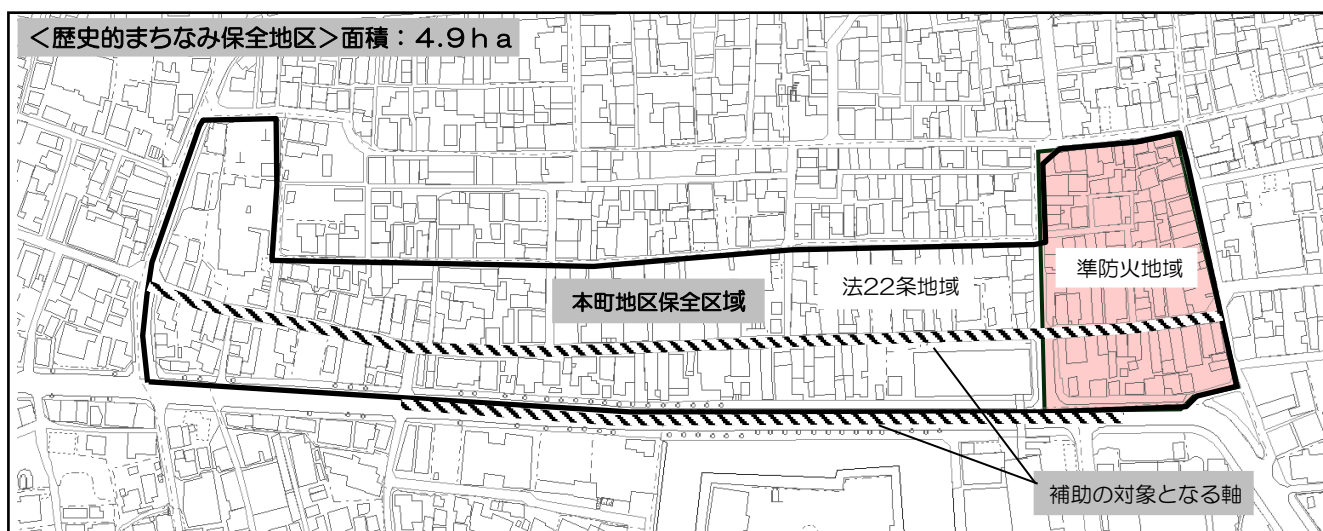 <歴史的まちなみ保全地区>面積：4.9ｈａ
準防火地域
法22条地域
本町地区保全区域
補助の対象となる軸